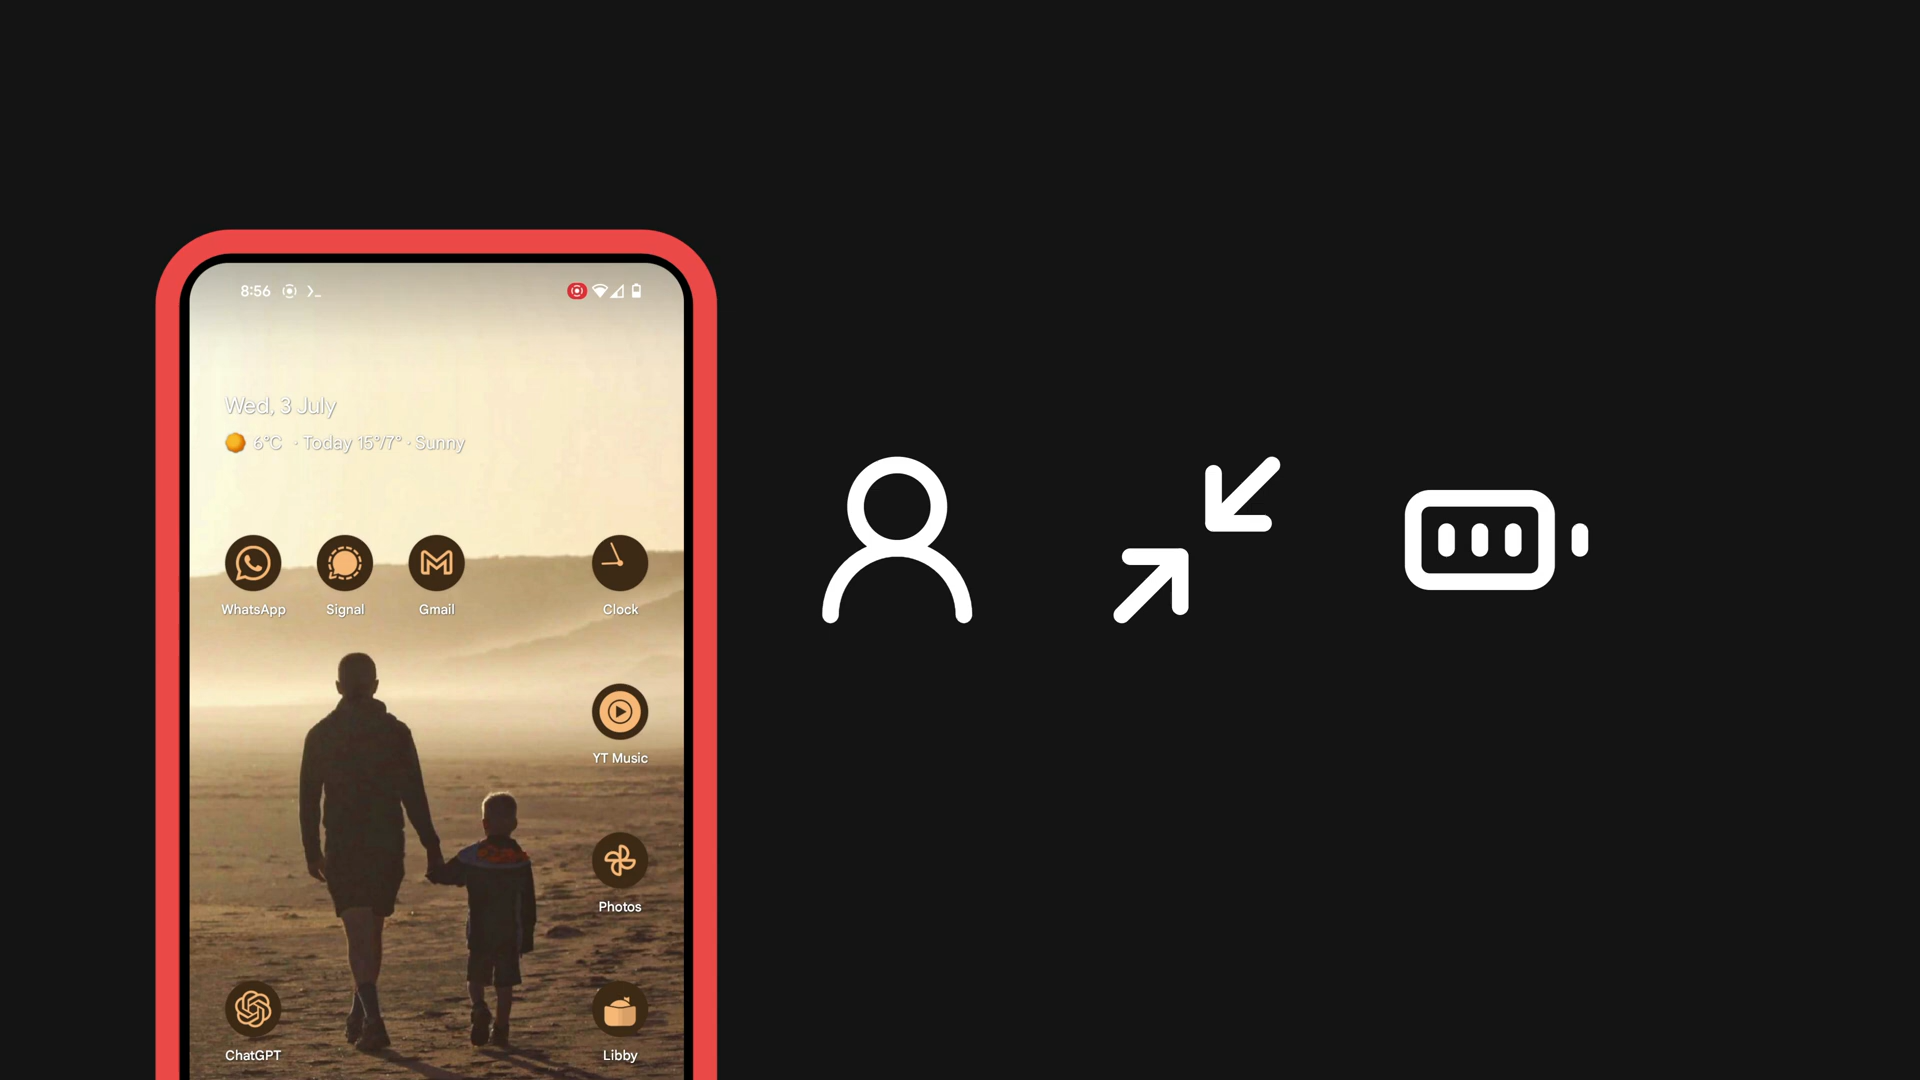 8:56
Wed, 3 July
6°C · Today 15°/7° · Sunny
WhatsApp Signal Gmail Clock
YT Music
Photos
ChatGPT Libby